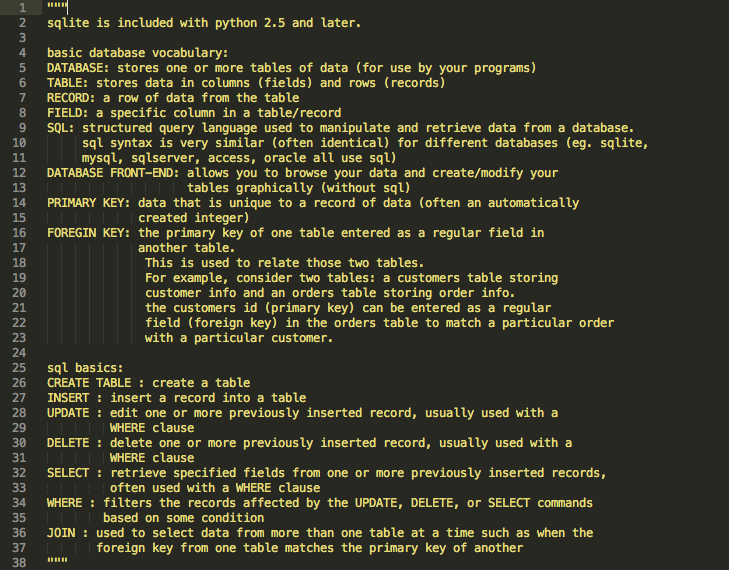 1 """
2 sqlite is included with python 2.5 and later.
3
4 basic database vocabulary:
5 DATABASE: stores one or more tables of data (for use by your programs)
6 TABLE: stores data in columns (fields) and rows (records)
7 RECORD: a row of data from the table
8 FIELD: a specific column in a table/record
9 SQL: structured query language used to manipulate and retrieve data from a database.
10 sql syntax is very similar (often identical) for different databases (eg. sqlite,
11 mysql, sqlserver, access, oracle all use sql)
12 DATABASE FRONT-END: allows you to browse your data and create/modify your
13 tables graphically (without sql)
14 PRIMARY KEY: data that is unique to a record of data (often an automatically
15 created integer)
16 FOREGIN KEY: the primary key of one table entered as a regular field in
17 another table.
18 This is used to relate those two tables.
19 For example, consider two tables: a customers table storing
20 customer info and an orders table storing order info.
21 the customers id (primary key) can be entered as a regular
22 field (foreign key) in the orders table to match a particular order
23 with a particular customer.
24
25 sql basics:
26 CREATE TABLE : create a table
27 INSERT : insert a record into a table
28 UPDATE : edit one or more previously inserted record, usually used with a
29 WHERE clause
30 DELETE : delete one or more previously inserted record, usually used with a
31 WHERE clause
32 SELECT : retrieve specified fields from one or more previously inserted records,
33 often used with a WHERE clause
34 WHERE : filters the records affected by the UPDATE, DELETE, or SELECT commands
35 based on some condition
36 JOIN : used to select data from more than one table at a time such as when the
37 foreign key from one table matches the primary key of another
38 """